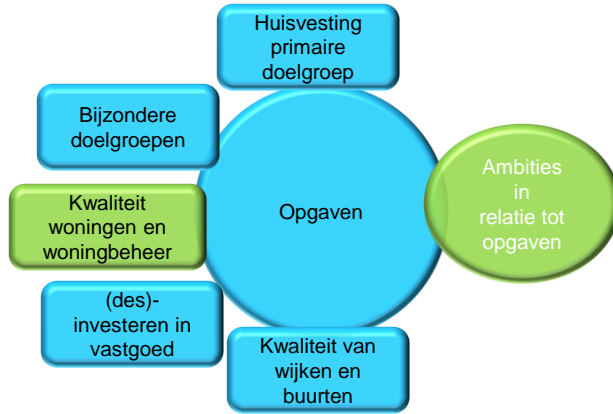 Huisvesting
primaire
doelgroep
Bijzondere
doelgroepen
Kwaliteit
woningen en
woningbeheer
(des)-
investeren in
vastgoed
Kwaliteit van
wijken en
buurten
Opgaven
Ambities
in
relatie tot
opgaven